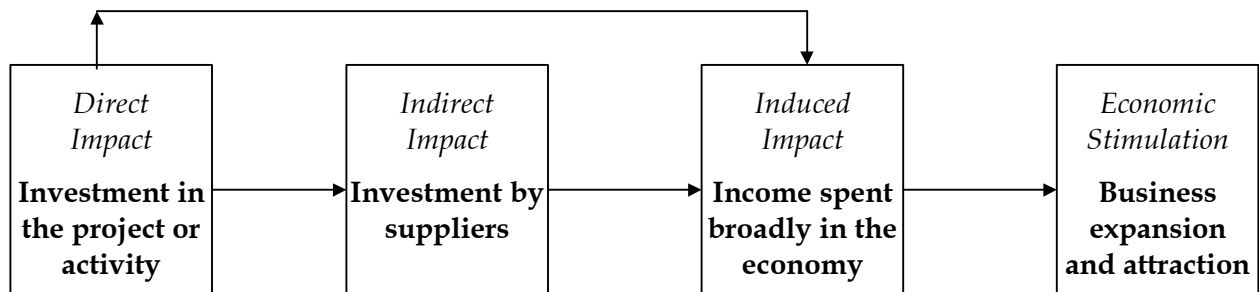 Direct
Impact
Investment in
the project or
activity
Indirect
Impact
Investment by
suppliers
Induced
Impact
Income spent
broadly in the
economy
Economic
Stimulation
Business
expansion
and attraction